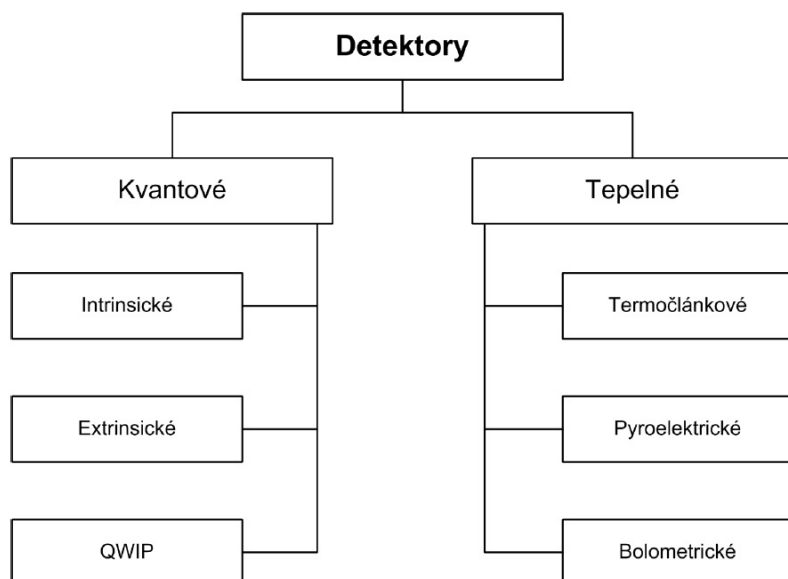 Detektory
Kvantové
Tepelné
Intrinsické
Termočlánkové
Extrinsické
Pyroelektrické
QWIP
Bolometrické